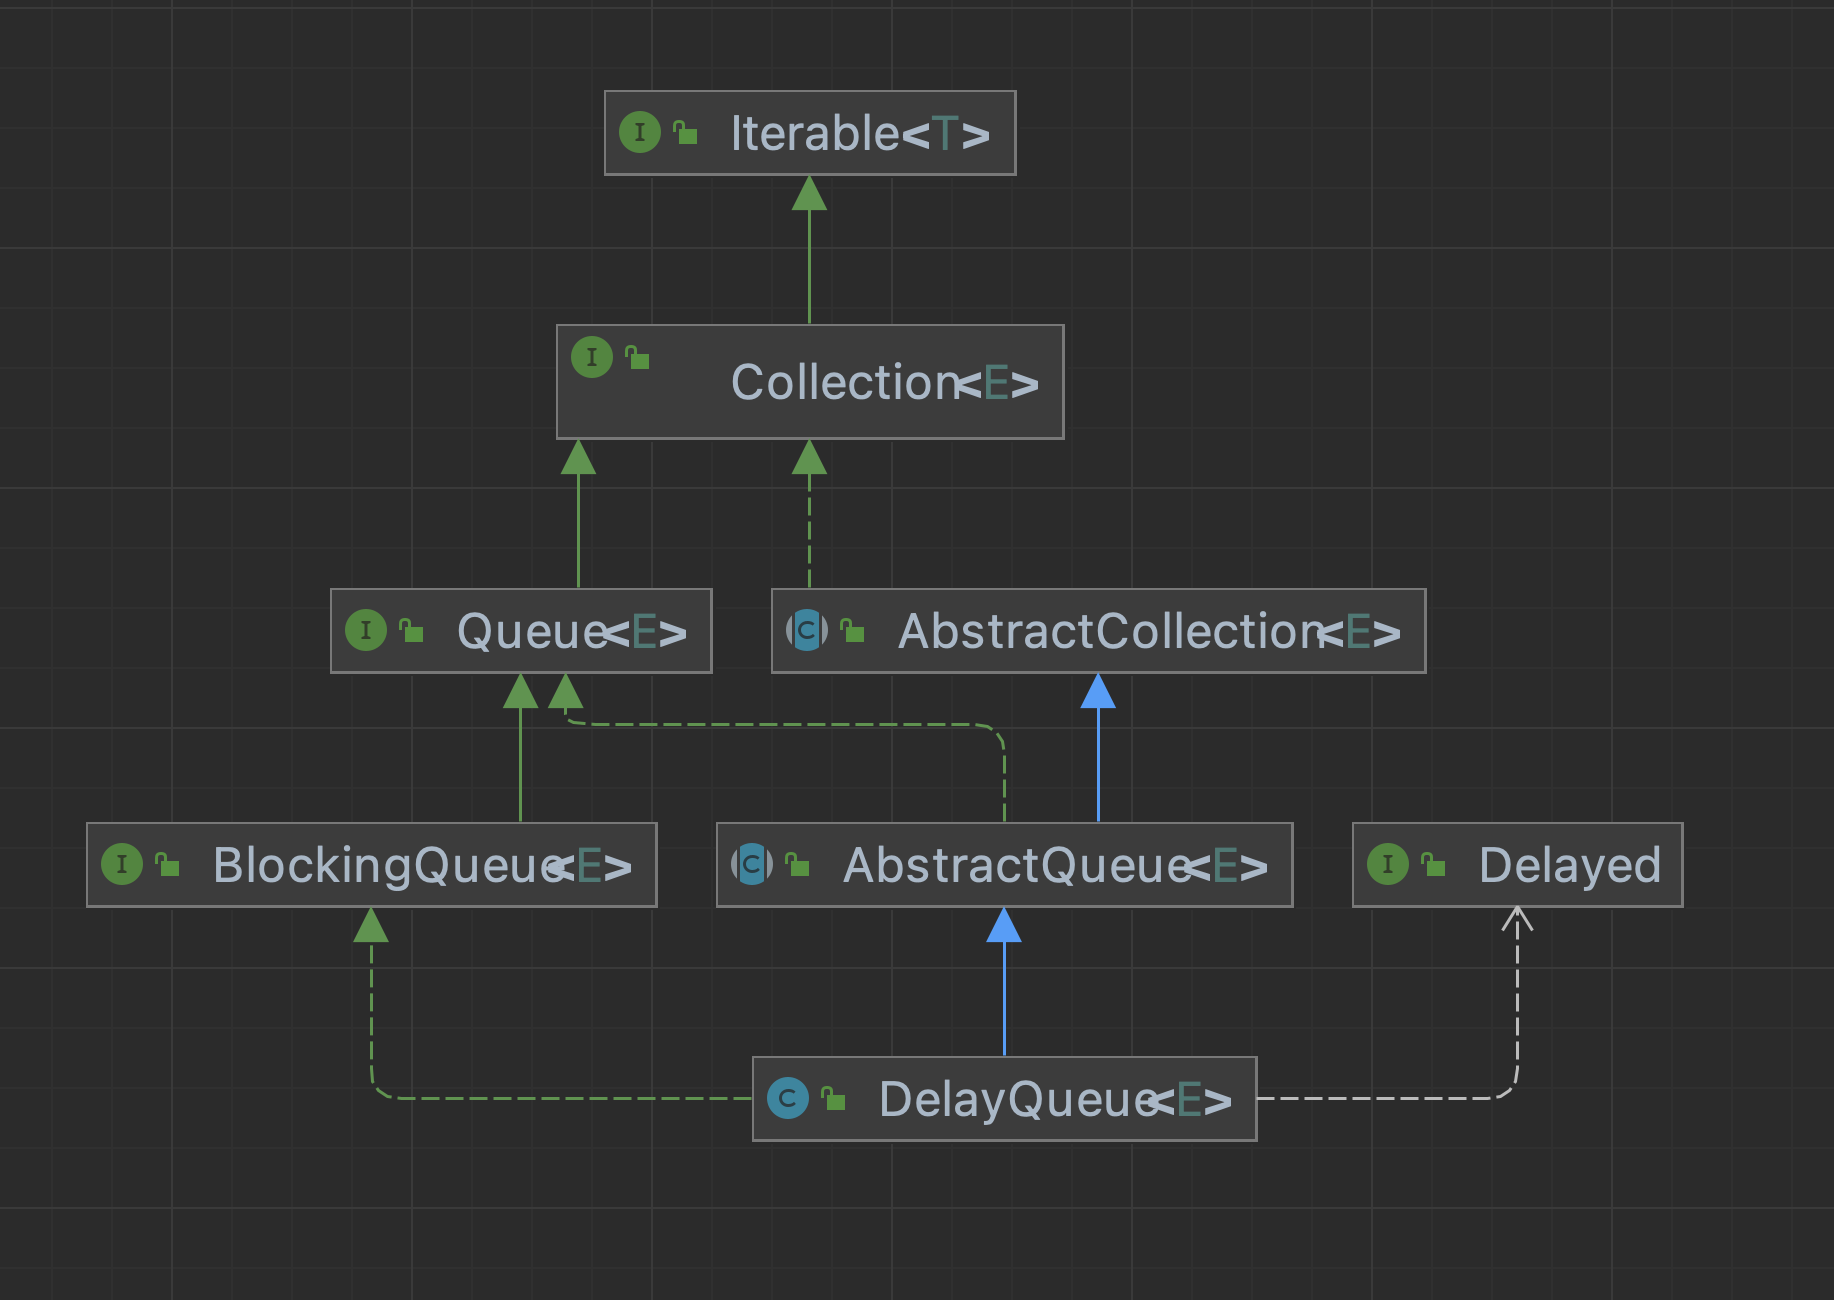 I Iterable<T>
I Collection<E>
I Queue<E>
C AbstractCollection<E>
I BlockingQueue<E>
C AbstractQueue<E>
I Delayed
C DelayQueue<E>